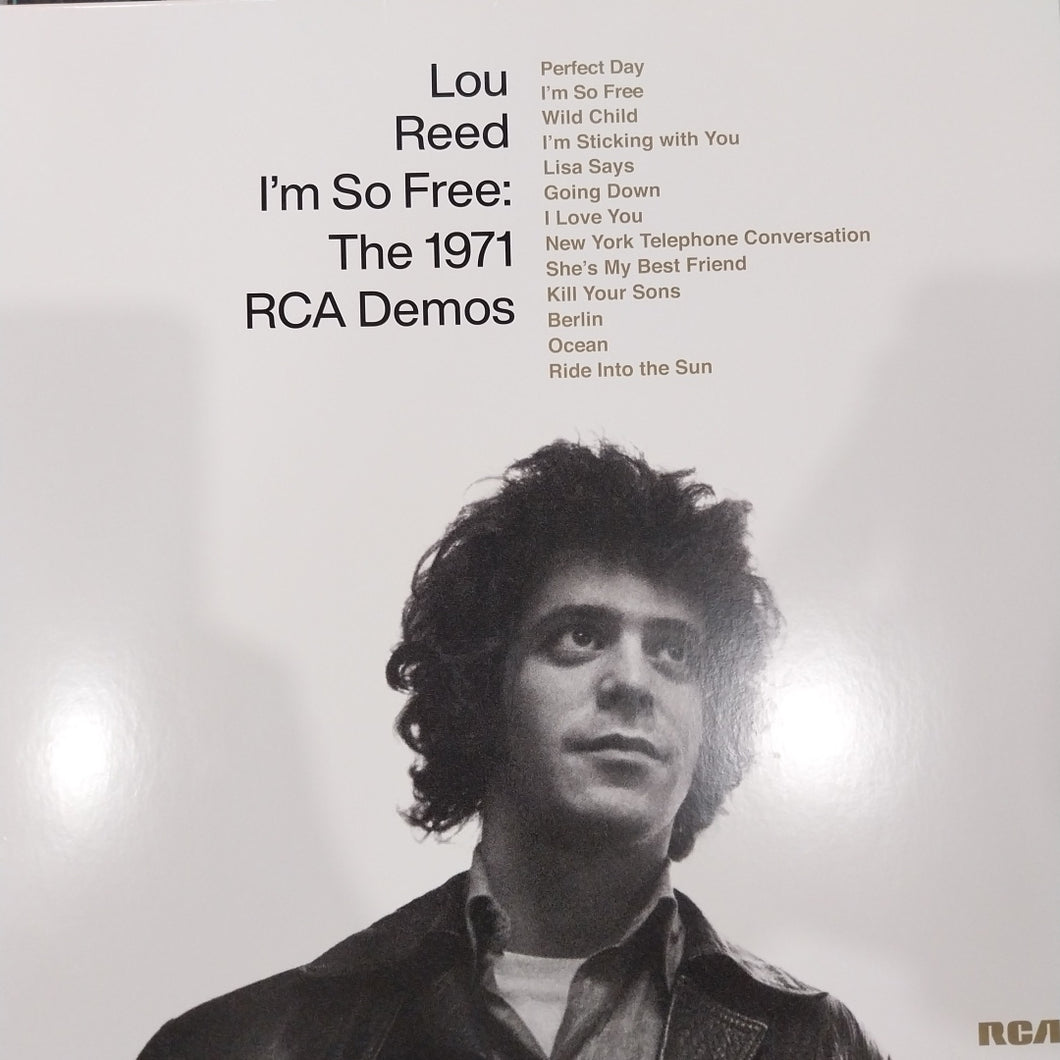 Lou
Reed
I'm So Free:
The 1971
RCA Demos
Perfect Day
I'm So Free
Wild Child
I'm Sticking with You
Lisa Says
Going Down
I Love You
New York Telephone Conversation
She's My Best Friend
Kill Your Sons
Berlin
Ocean
Ride Into the Sun
RCA